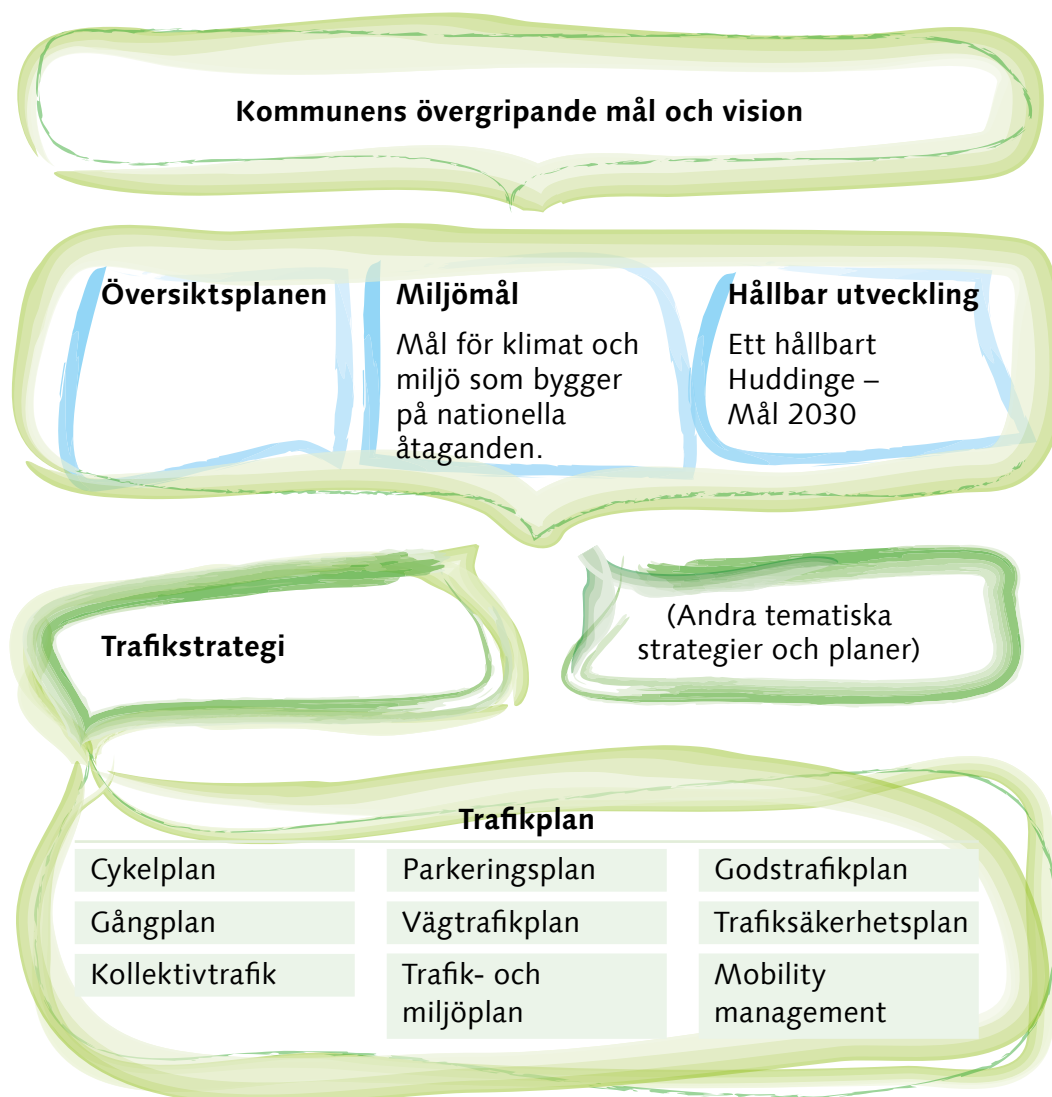 Kommunens övergripande mål och vision
Översiktsplanen
Miljömål
Mål för klimat och
miljö som bygger
på nationella
åtaganden.
Hållbar utveckling
Ett hållbart
Huddinge –
Mål 2030
Trafikstrategi
(Andra tematiska
strategier och planer)
Trafikplan
Cykelplan
Gångplan
Kollektivtrafik
Parkeringsplan
Vägtrafikplan
Trafik- och
miljöplan
Godstrafikplan
Trafiksäkerhetsplan
Mobility
management